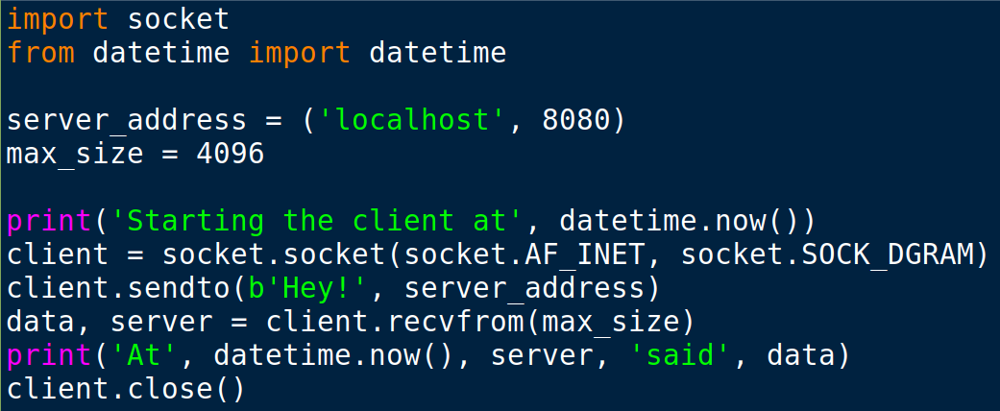 import socket
from datetime import datetime
server_address = ('localhost', 8080)
max_size = 4096
print('Starting the client at', datetime.now())
client = socket.socket(socket.AF_INET, socket.SOCK_DGRAM)
client.sendto(b'Hey!', server_address)
data, server = client.recvfrom(max_size)
print('At', datetime.now(), server, 'said', data)
client.close()